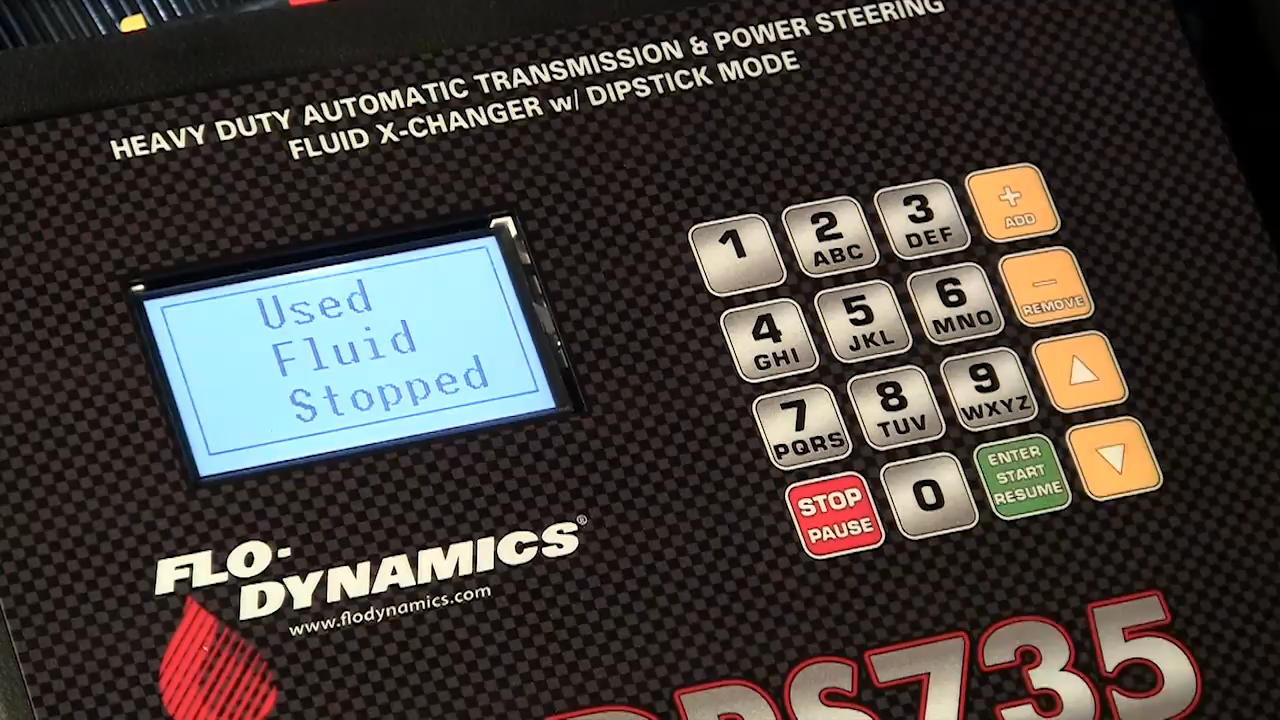 HEAVY DUTY AUTOMATIC TRANSMISSION & POWER STEERING
FLUID X-CHANGER w/ DIPSTICK MODE
Used
Fluid
Stopped
1
2
ABC
3
DEF
+
ADD
4
GHI
5
JKL
6
MNO
–
REMOVE
7
PQRS
8
TUV
9
WXYZ
STOP
PAUSE
0
ENTER
START
RESUME
FLO-
DYNAMICS®
www.flodynamics.com
S735